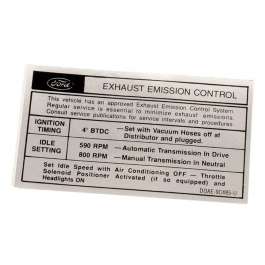 Ford EXHAUST EMISSION CONTROL
This vehicle has an approved Exhaust Emission Control System.
Regular service is essential to minimize exhaust emissions.
Consult service publications for service intervals and procedures
IGNITION TIMING 4° BTDC —Set with Vacuum Hoses off at
Distributor and plugged.
IDLE SETTING 590 RPM —Automatic Transmission in Drive
800 RPM —Manual Transmission in Neutral
Set Idle Speed with Air Conditioning OFF — Throttle
Solenoid Positioner Activated (if so equipped) and
Headlights ON